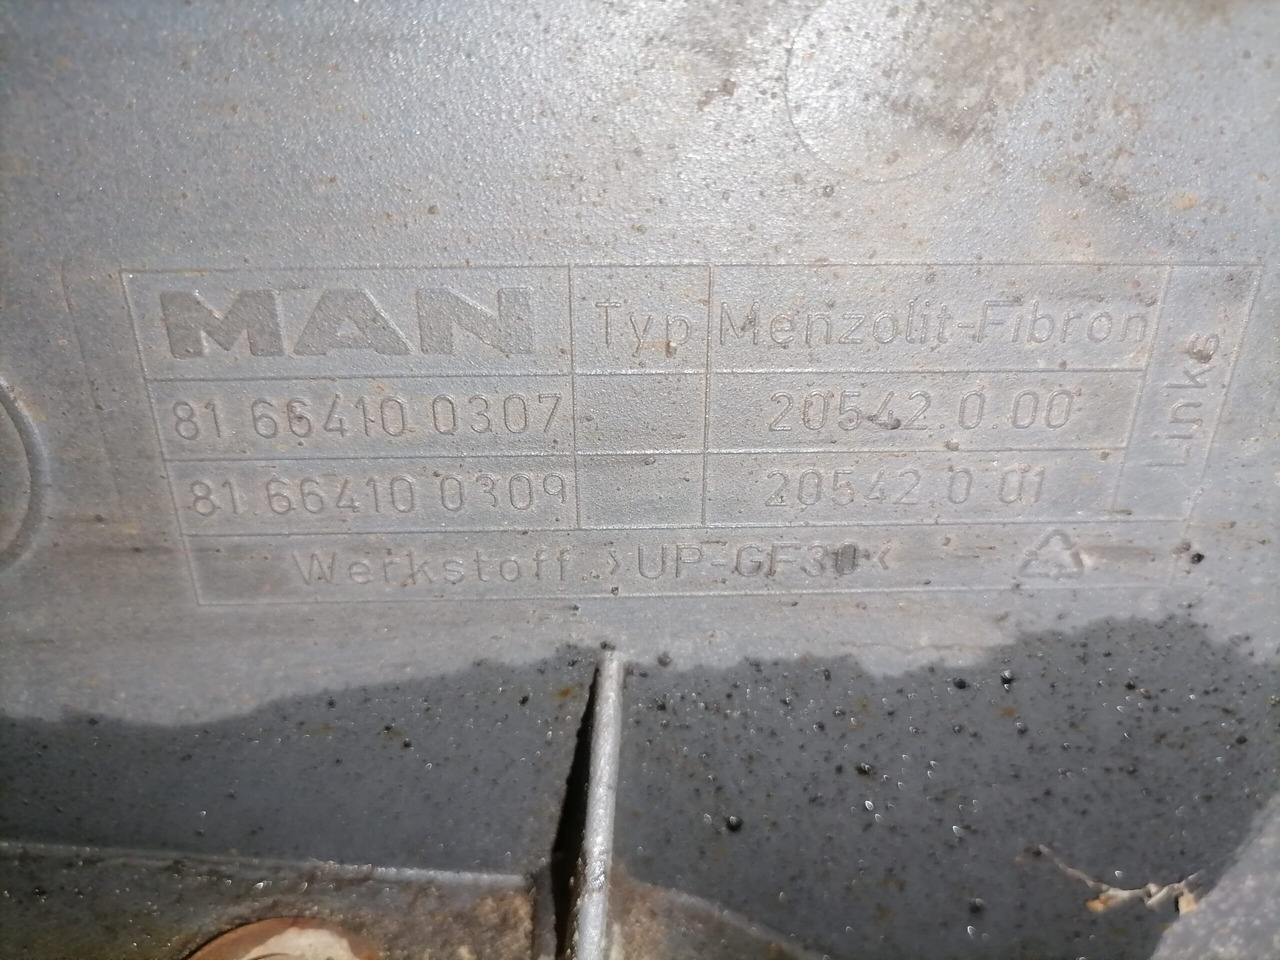 MAN Typ Menzolit-Fibron
81.66410 0307 20542.0.00
81.66410 0309 20542.0 01
Werkstoff >UP-GF30<
Links